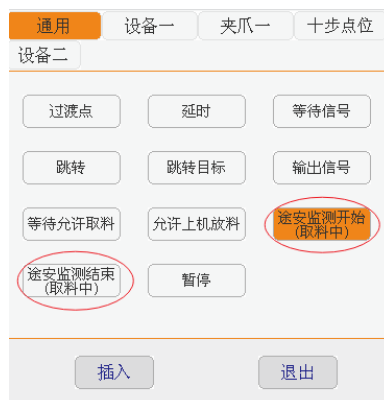 通用 设备一 夹爪一 十步点位
设备二
过渡点 延时 等待信号
跳转 跳转目标 输出信号
等待允许取料 允许上机放料 途安监测开始
(取料中)
途安监测结束
(取料中) 暂停
插入 退出